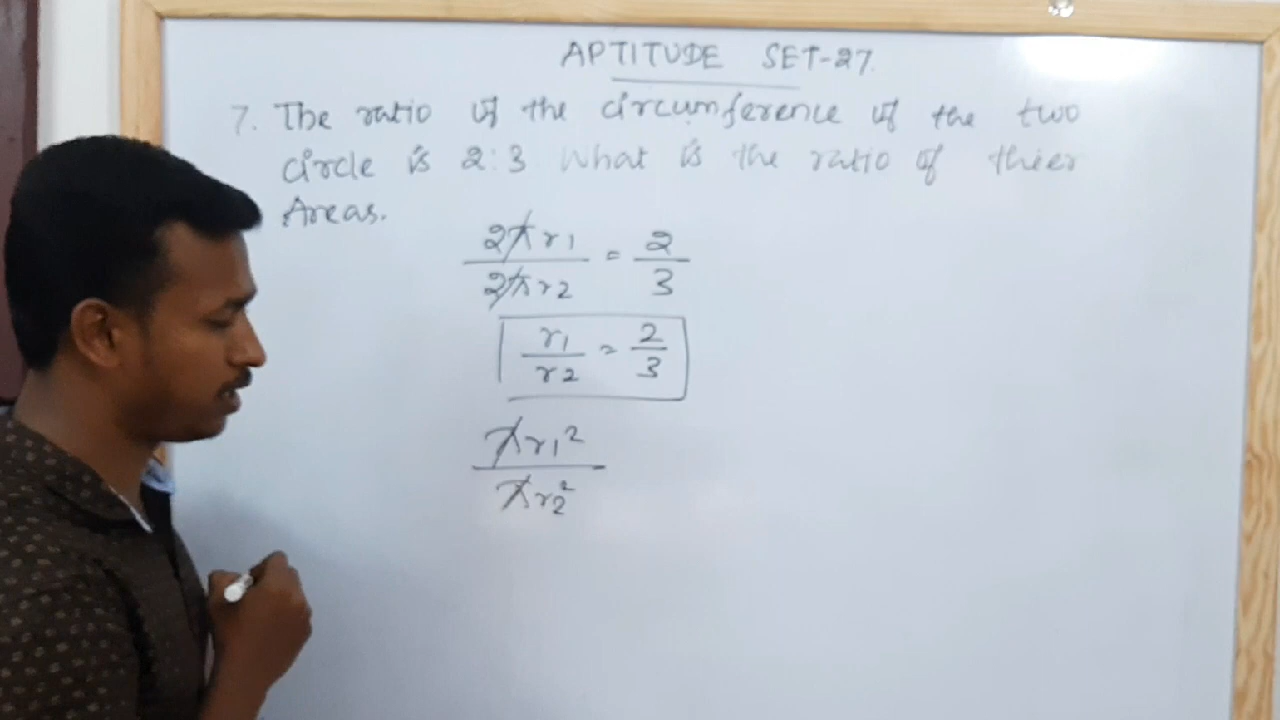 APTITUDE SET-27.
7. The ratio of the circumference of the two
circle is 2:3 What is the ratio of thier
Areas.
2πr1 / 2πr2 = 2/3
r1/r2 = 2/3
πr1² / πr2²